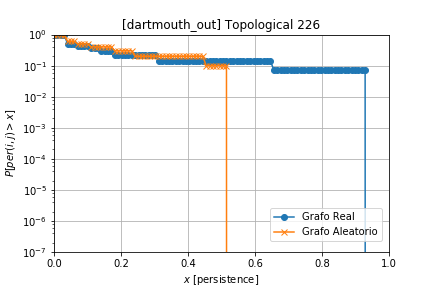 [dartmouth_out] Topological 226
P[per(i,j) > x]
10^0
10^-1
10^-2
10^-3
10^-4
10^-5
10^-6
10^-7
Grafo Real
Grafo Aleatorio
0.0 0.2 0.4 0.6 0.8 1.0
x [persistence]